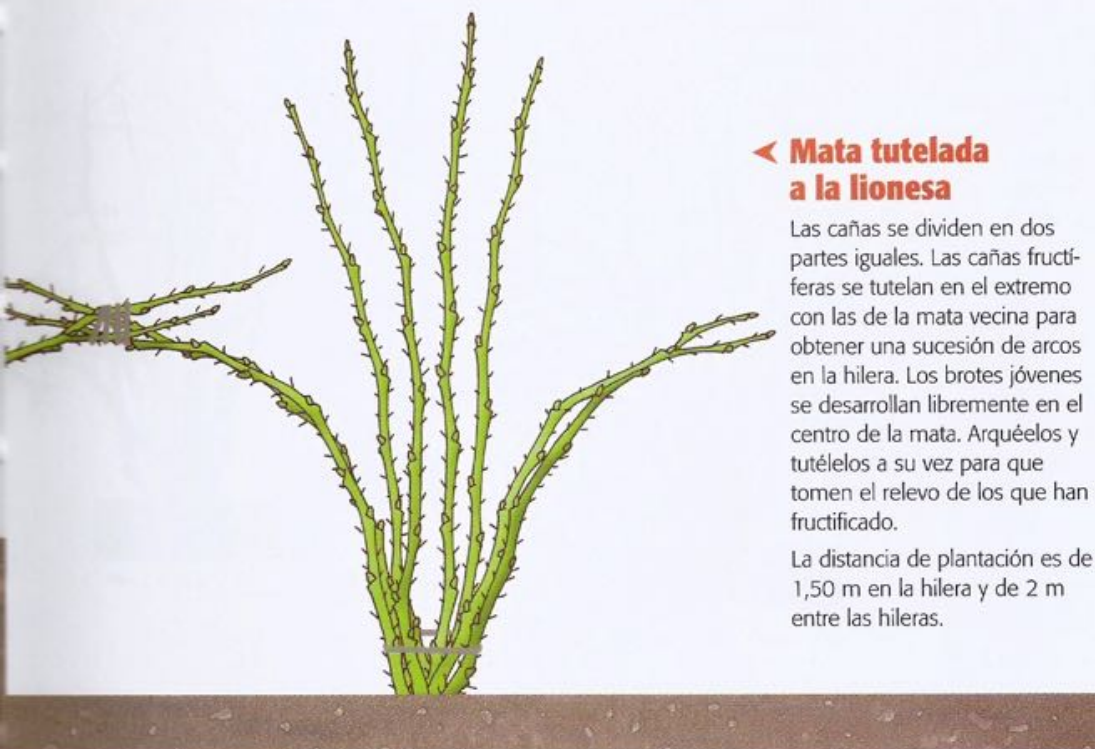 Mata tutelada
a la lionesa
Las cañas se dividen en dos
partes iguales. Las cañas fructí-
feras se tutelan en el extremo
con las de la mata vecina para
obtener una sucesión de arcos
en la hilera. Los brotes jóvenes
se desarrollan libremente en el
centro de la mata. Arquéelos y
tutélelos a su vez para que
tomen el relevo de los que han
fructificado.
La distancia de plantación es de
1,50 m en la hilera y de 2 m
entre las hileras.